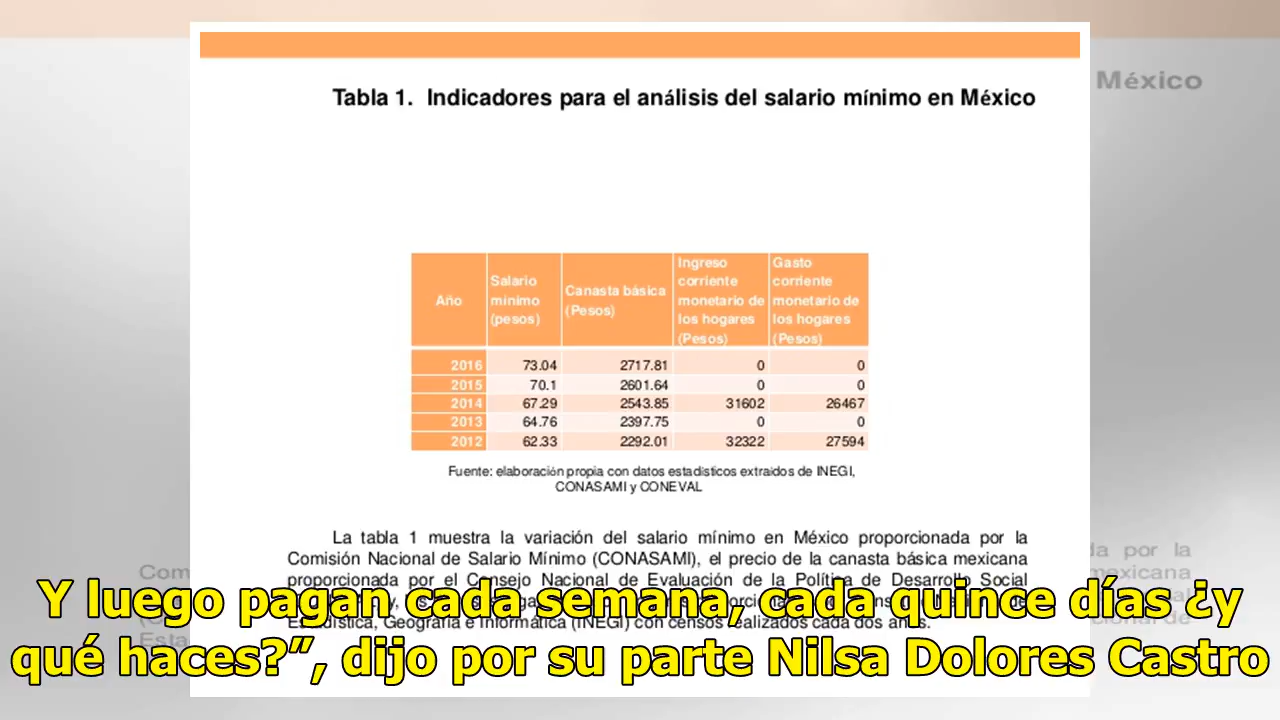 México
Tabla 1. Indicadores para el análisis del salario mínimo en México
Año | Salario mínimo (pesos) | Canasta básica (Pesos) | Ingreso corriente monetario de los hogares (Pesos) | Gasto corriente monetario de los hogares (Pesos)
2016 73.04 2717.81 0 0
2015 70.1 2601.64 0 0
2014 67.29 2543.85 31602 26467
2013 64.76 2397.75 0 0
2012 62.33 2292.01 32322 27594
Fuente: elaboración propia con datos estadísticos extraídos de INEGI,
CONASAMI y CONEVAL
La tabla 1 muestra la variación del salario mínimo en México proporcionada por la
Comisión Nacional de Salario Mínimo (CONASAMI), el precio de la canasta básica mexicana
proporcionada por el Consejo Nacional de Evaluación de la Política de Desarrollo Social
Estadística, Geografía e Informática (INEGI) con censos realizados cada dos años.
Y luego pagan cada semana, cada quince días ¿y
qué haces?”, dijo por su parte Nilsa Dolores Castro